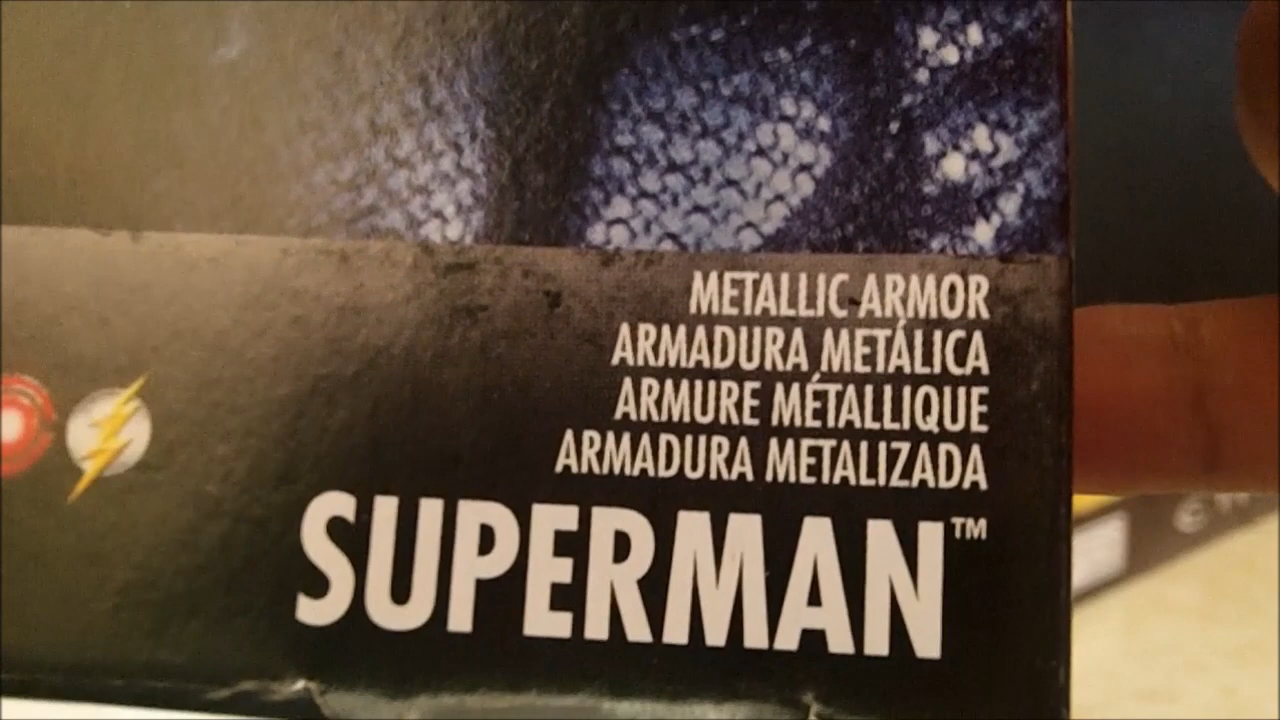 METALLIC ARMOR
ARMADURA METÁLICA
ARMURE MÉTALLIQUE
ARMADURA METALIZADA
SUPERMAN™